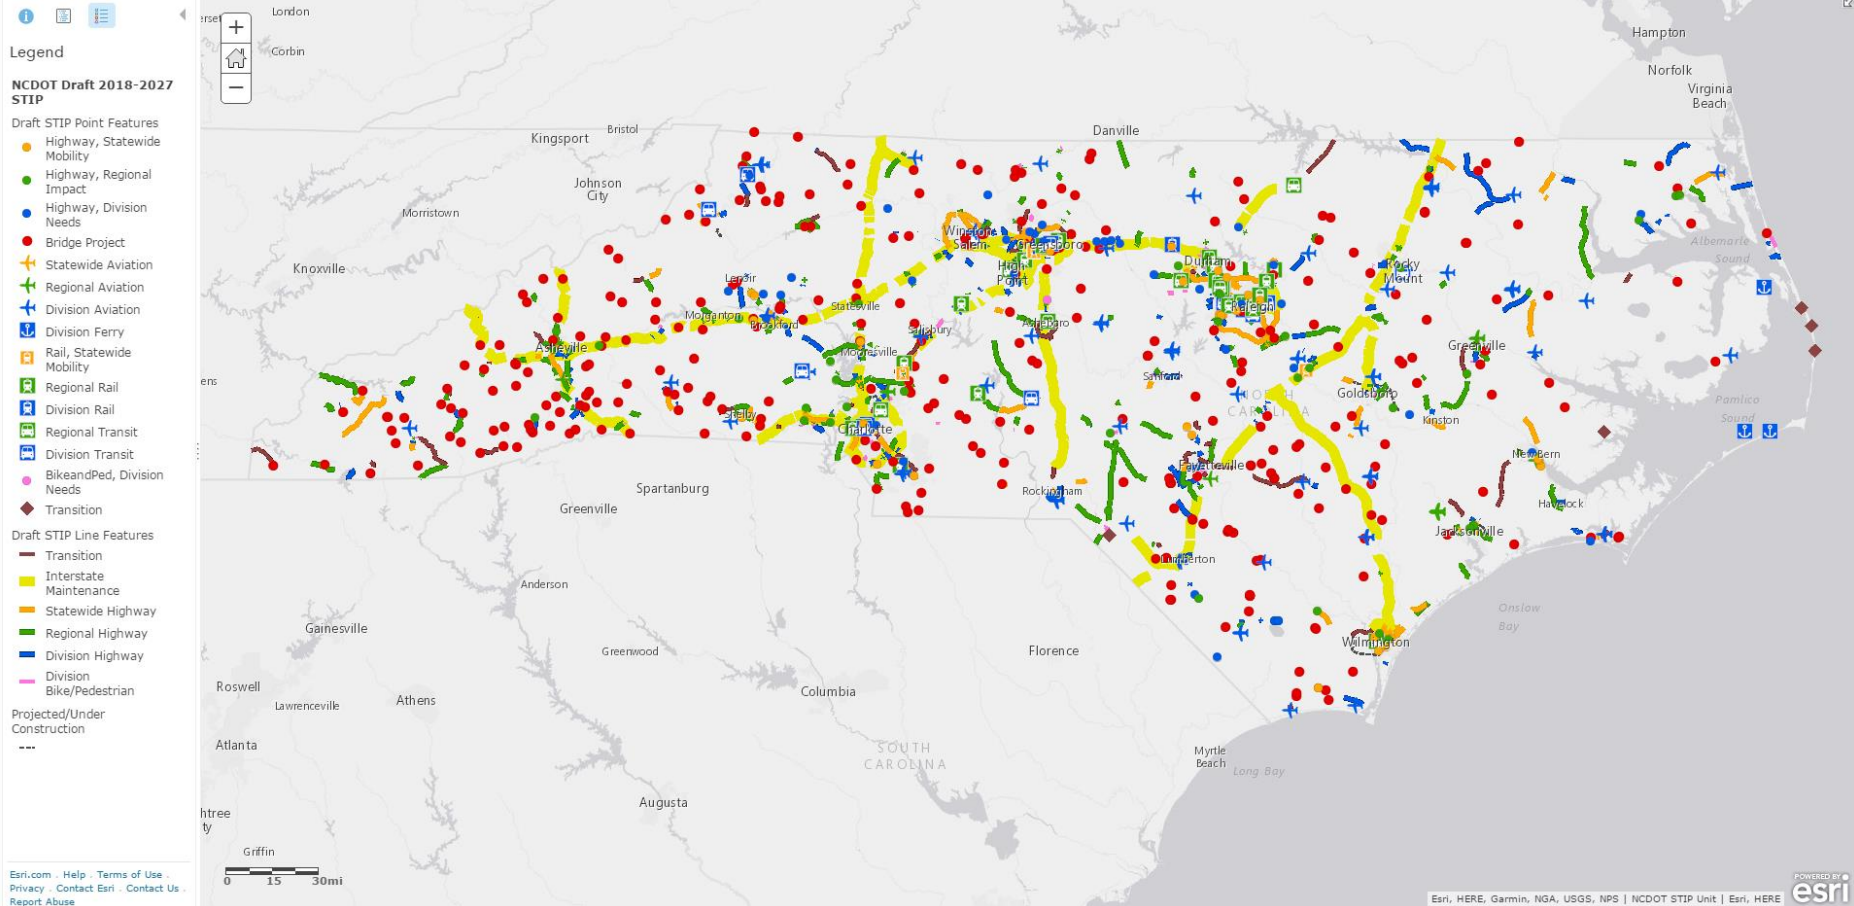 Legend
NCDOT Draft 2018-2027
STIP
Draft STIP Point Features
Highway, Statewide
Mobility
Highway, Regional
Impact
Highway, Division
Needs
Bridge Project
Statewide Aviation
Regional Aviation
Division Aviation
Division Ferry
Rail, Statewide
Mobility
Regional Rail
Division Rail
Regional Transit
Division Transit
BikeandPed, Division
Needs
Transition
Draft STIP Line Features
Transition
Interstate
Maintenance
Statewide Highway
Regional Highway
Division Highway
Division
Bike/Pedestrian
Projected/Under
Construction
Esri.com . Help . Terms of Use .
Privacy . Contact Esri . Contact Us .
Report Abuse
+
−
London
Corbin
Hampton
Norfolk
Virginia
Beach
Kingsport
Bristol
Danville
Johnson
City
Morristown
Knoxville
Winston
Salem
Greensboro
High
Point
Durham
Raleigh
Rocky
Mount
Albemarle
Sound
Lenoir
Statesville
Morganton
Brookford
Salisbury
Asheboro
Asheville
Mooresville
Greenville
Sanford
Goldsboro
NORTH
CAROLINA
Pamlico
Sound
Kinston
Shelby
Charlotte
New Bern
Fayetteville
Spartanburg
Rockingham
Greenville
Havelock
Jacksonville
Lumberton
Anderson
Onslow
Bay
Gainesville
Wilmington
Greenwood
Florence
Roswell
Athens
Lawrenceville
Columbia
Atlanta
SOUTH
CAROLINA
Myrtle
Beach
Long Bay
Augusta
Griffin
ens
htree
ty
0 15 30mi
Esri, HERE, Garmin, NGA, USGS, NPS | NCDOT STIP Unit | Esri, HERE
POWERED BY
esri